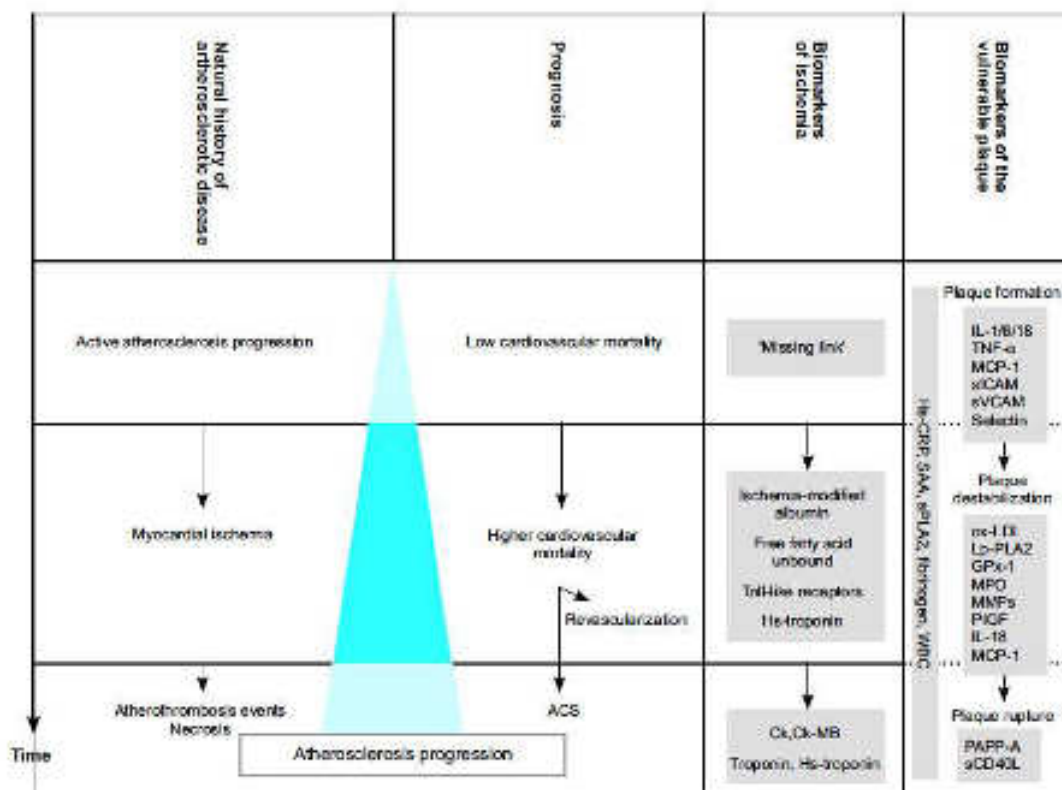 Natural history of
artherosclerotic disease
Prognosis
Biomarkers
of ischemia
Biomarkers of the
vulnerable plaque
Active atherosclerosis progression
Low cardiovascular mortality
'Missing link'
Plaque formation
IL-1/6/18
TNF-α
MCP-1
sICAM
sVCAM
Selectin
Hs-CRP, SAA, sPLA2, fibrinogen, WBC
Myocardial ischemia
Higher cardiovascular
mortality
Revascularization
Ischemia-modified
albumin
Free fatty acid
unbound
Toll-like receptors
Hs-troponin
Plaque
destabilization
ox-LDL
Lp-PLA2
GPx-1
MPO
MMPs
PIGF
IL-18
MCP-1
Time
Atherothrombosis events
Necrosis
ACS
Ck,Ck-MB
Troponin, Hs-troponin
Plaque rupture
PAPP-A
sCD40L
Atherosclerosis progression